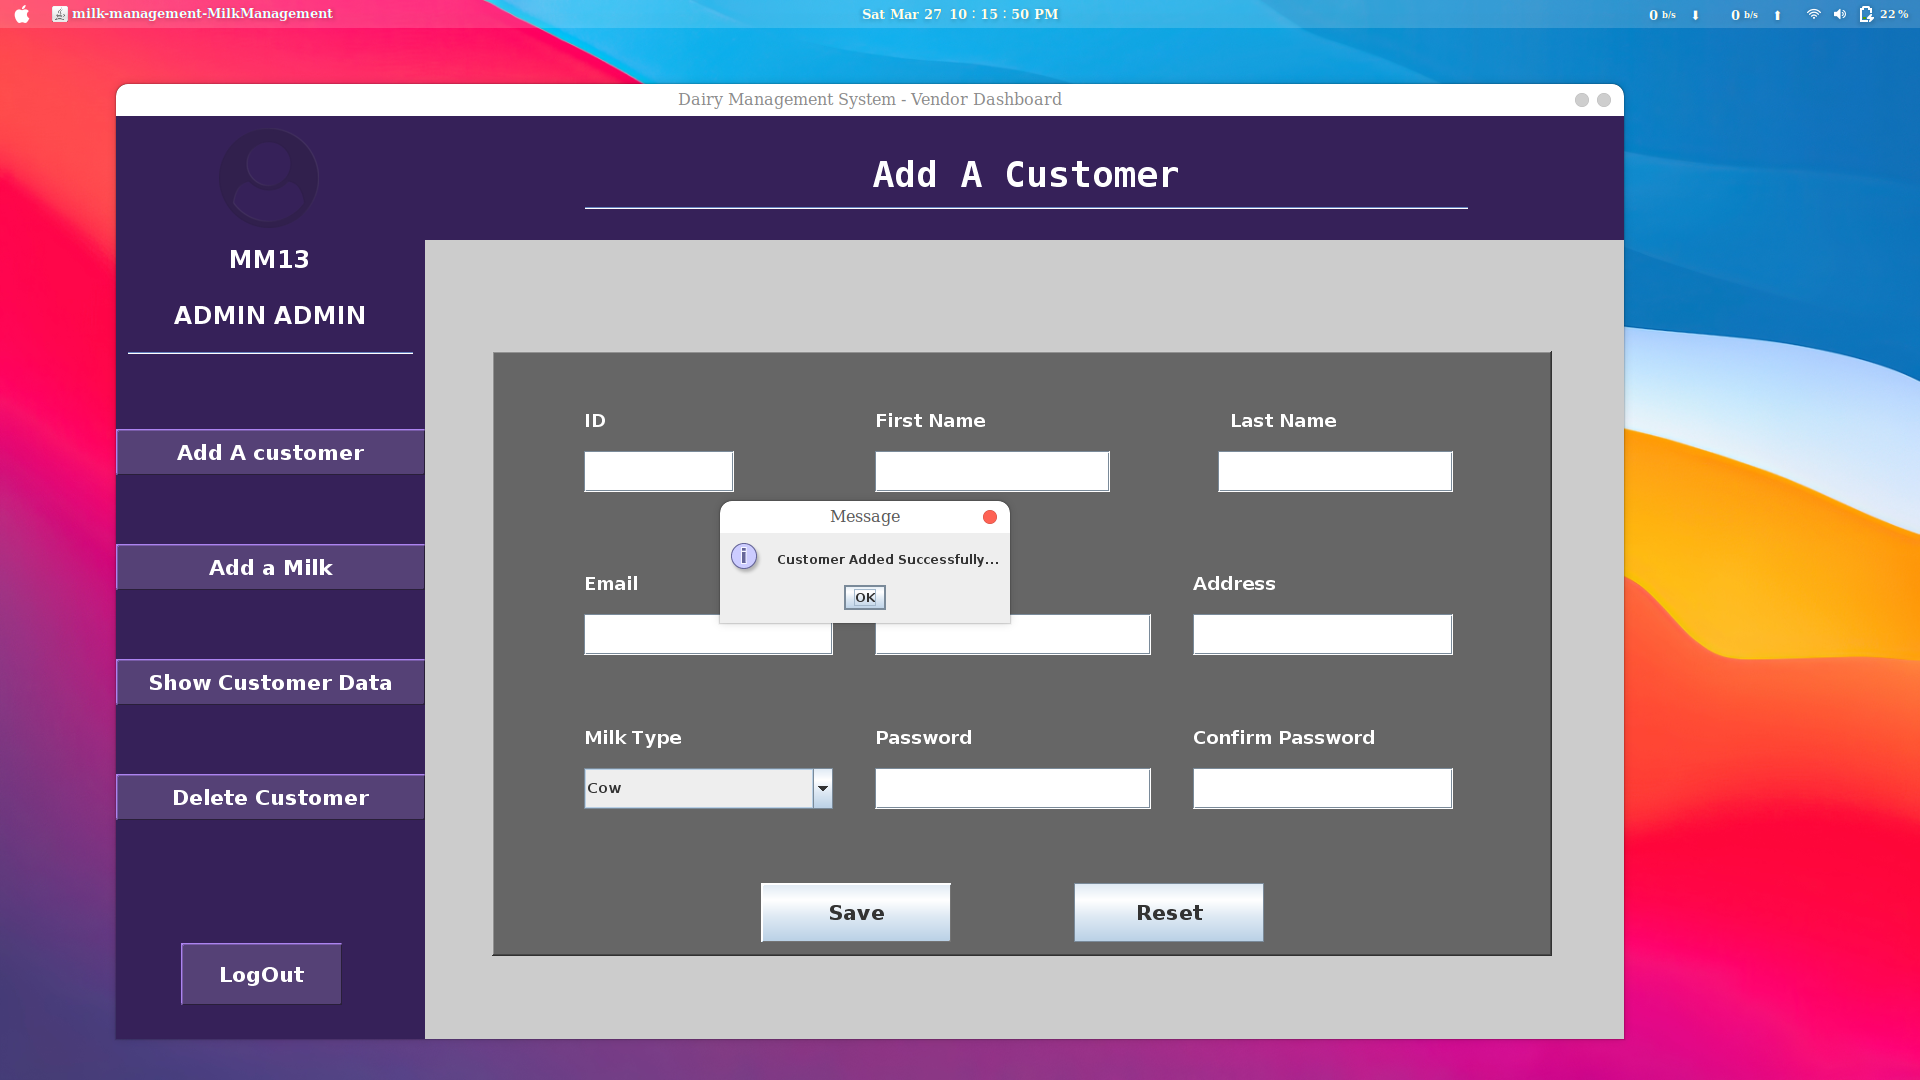 milk-management-MilkManagement
Sat Mar 27 10 : 15 : 50 PM
0 b/s 0 b/s 22 %
Dairy Management System - Vendor Dashboard
MM13
ADMIN ADMIN
Add A customer
Add a Milk
Show Customer Data
Delete Customer
LogOut
Add A Customer
ID First Name Last Name
Message
Customer Added Successfully...
OK
Email Address
Milk Type Password Confirm Password
Cow
Save Reset